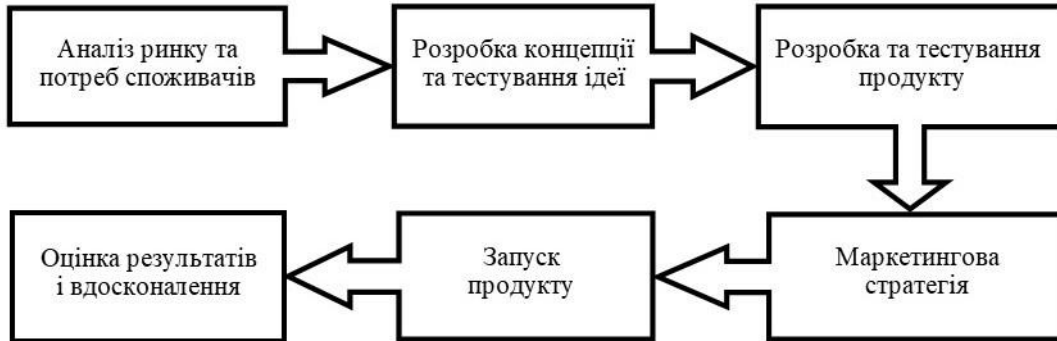 Аналіз ринку та
потреб споживачів
Розробка концепції
та тестування ідеї
Розробка та тестування
продукту
Маркетингова
стратегія
Запуск
продукту
Оцінка результатів
і вдосконалення